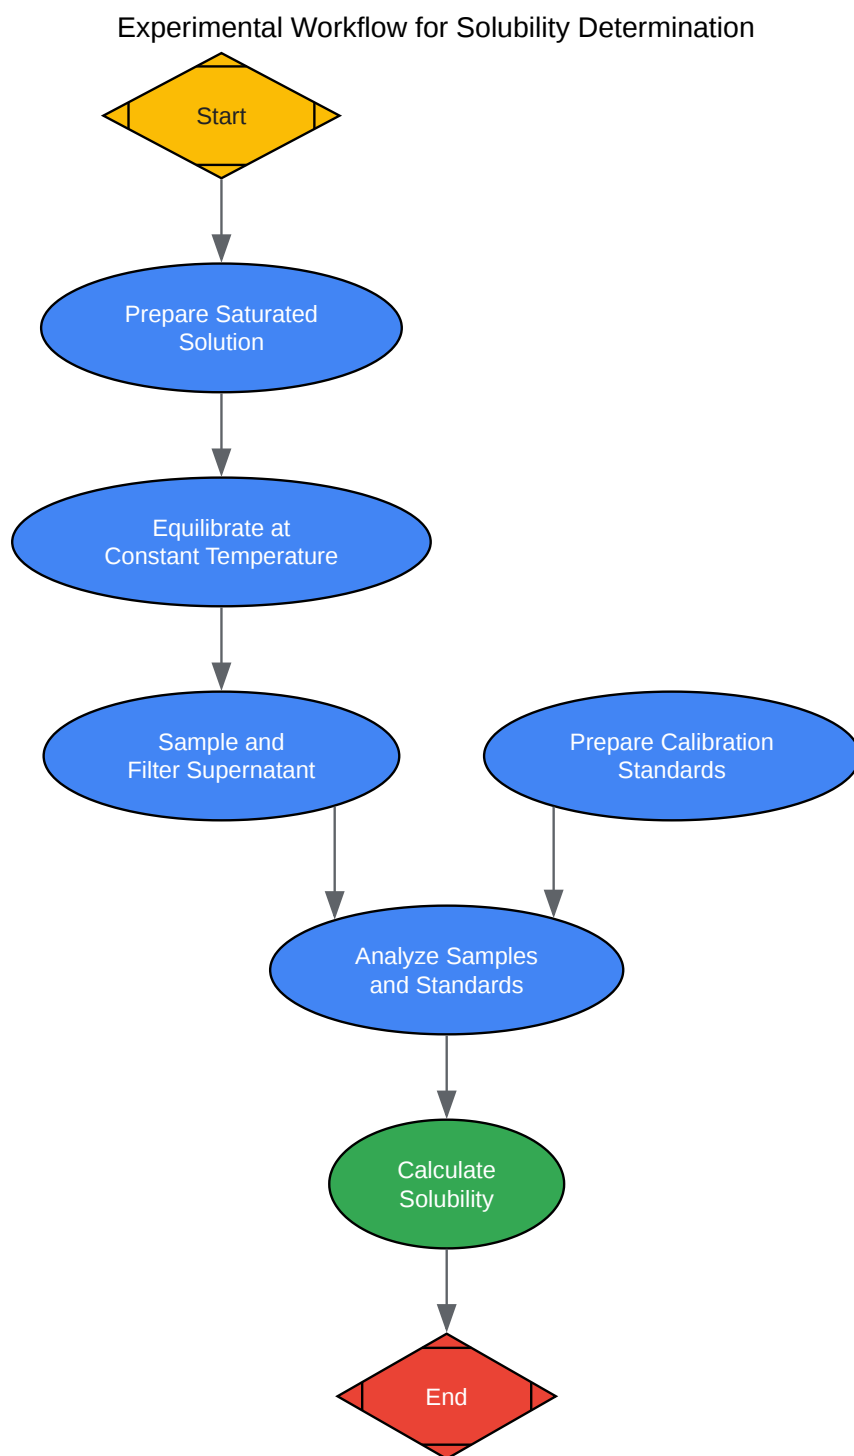 Experimental Workflow for Solubility Determination
Start
Prepare Saturated
Solution
Equilibrate at
Constant Temperature
Sample and
Filter Supernatant
Prepare Calibration
Standards
Analyze Samples
and Standards
Calculate
Solubility
End